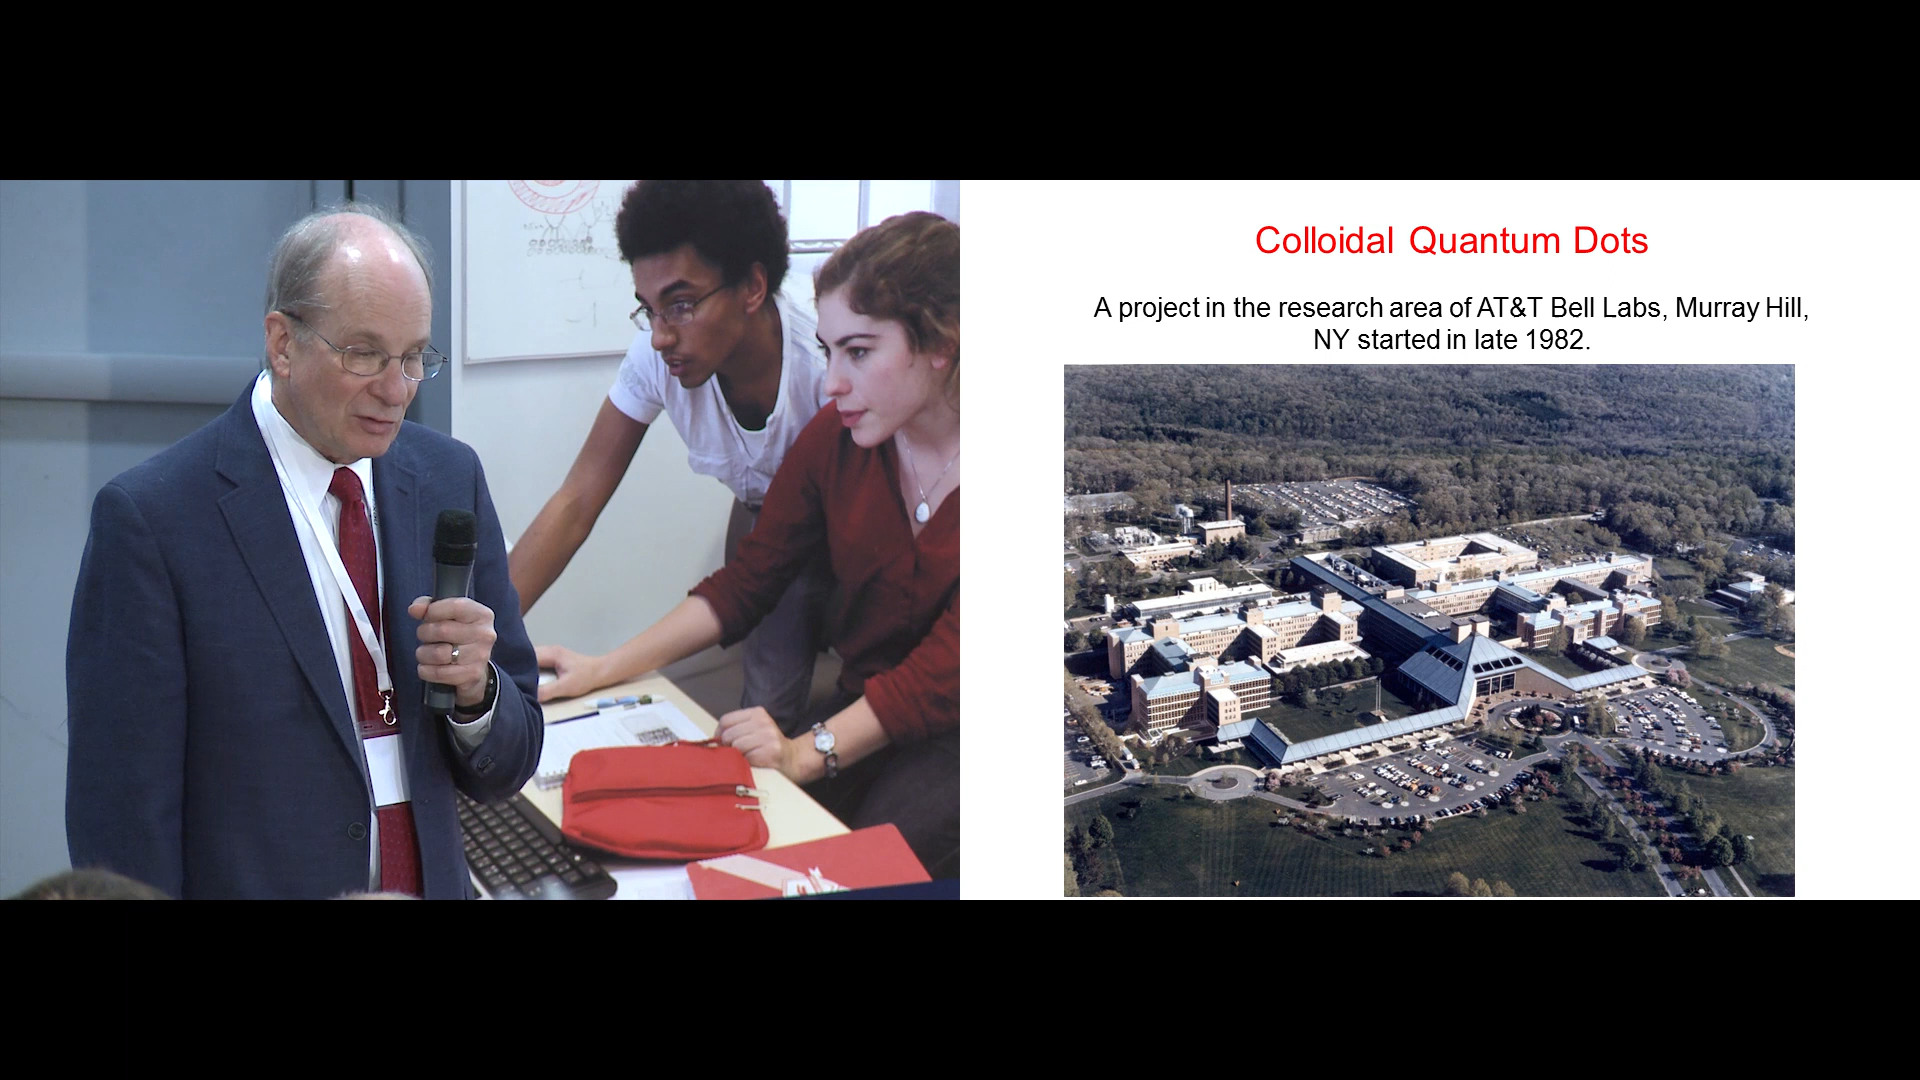 Colloidal Quantum Dots
A project in the research area of AT&T Bell Labs, Murray Hill,
NY started in late 1982.